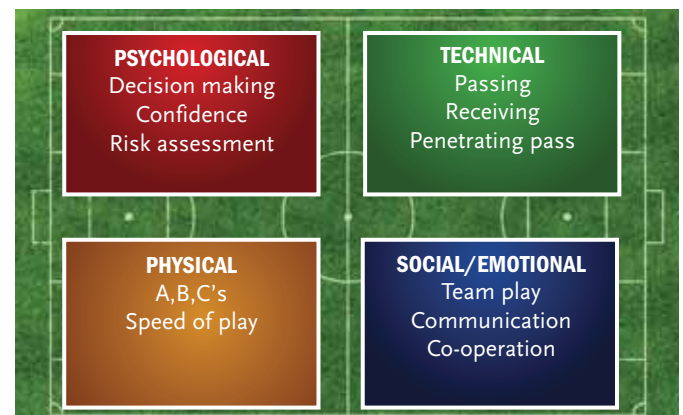 PSYCHOLOGICAL
Decision making
Confidence
Risk assessment
TECHNICAL
Passing
Receiving
Penetrating pass
PHYSICAL
A,B,C's
Speed of play
SOCIAL/EMOTIONAL
Team play
Communication
Co-operation